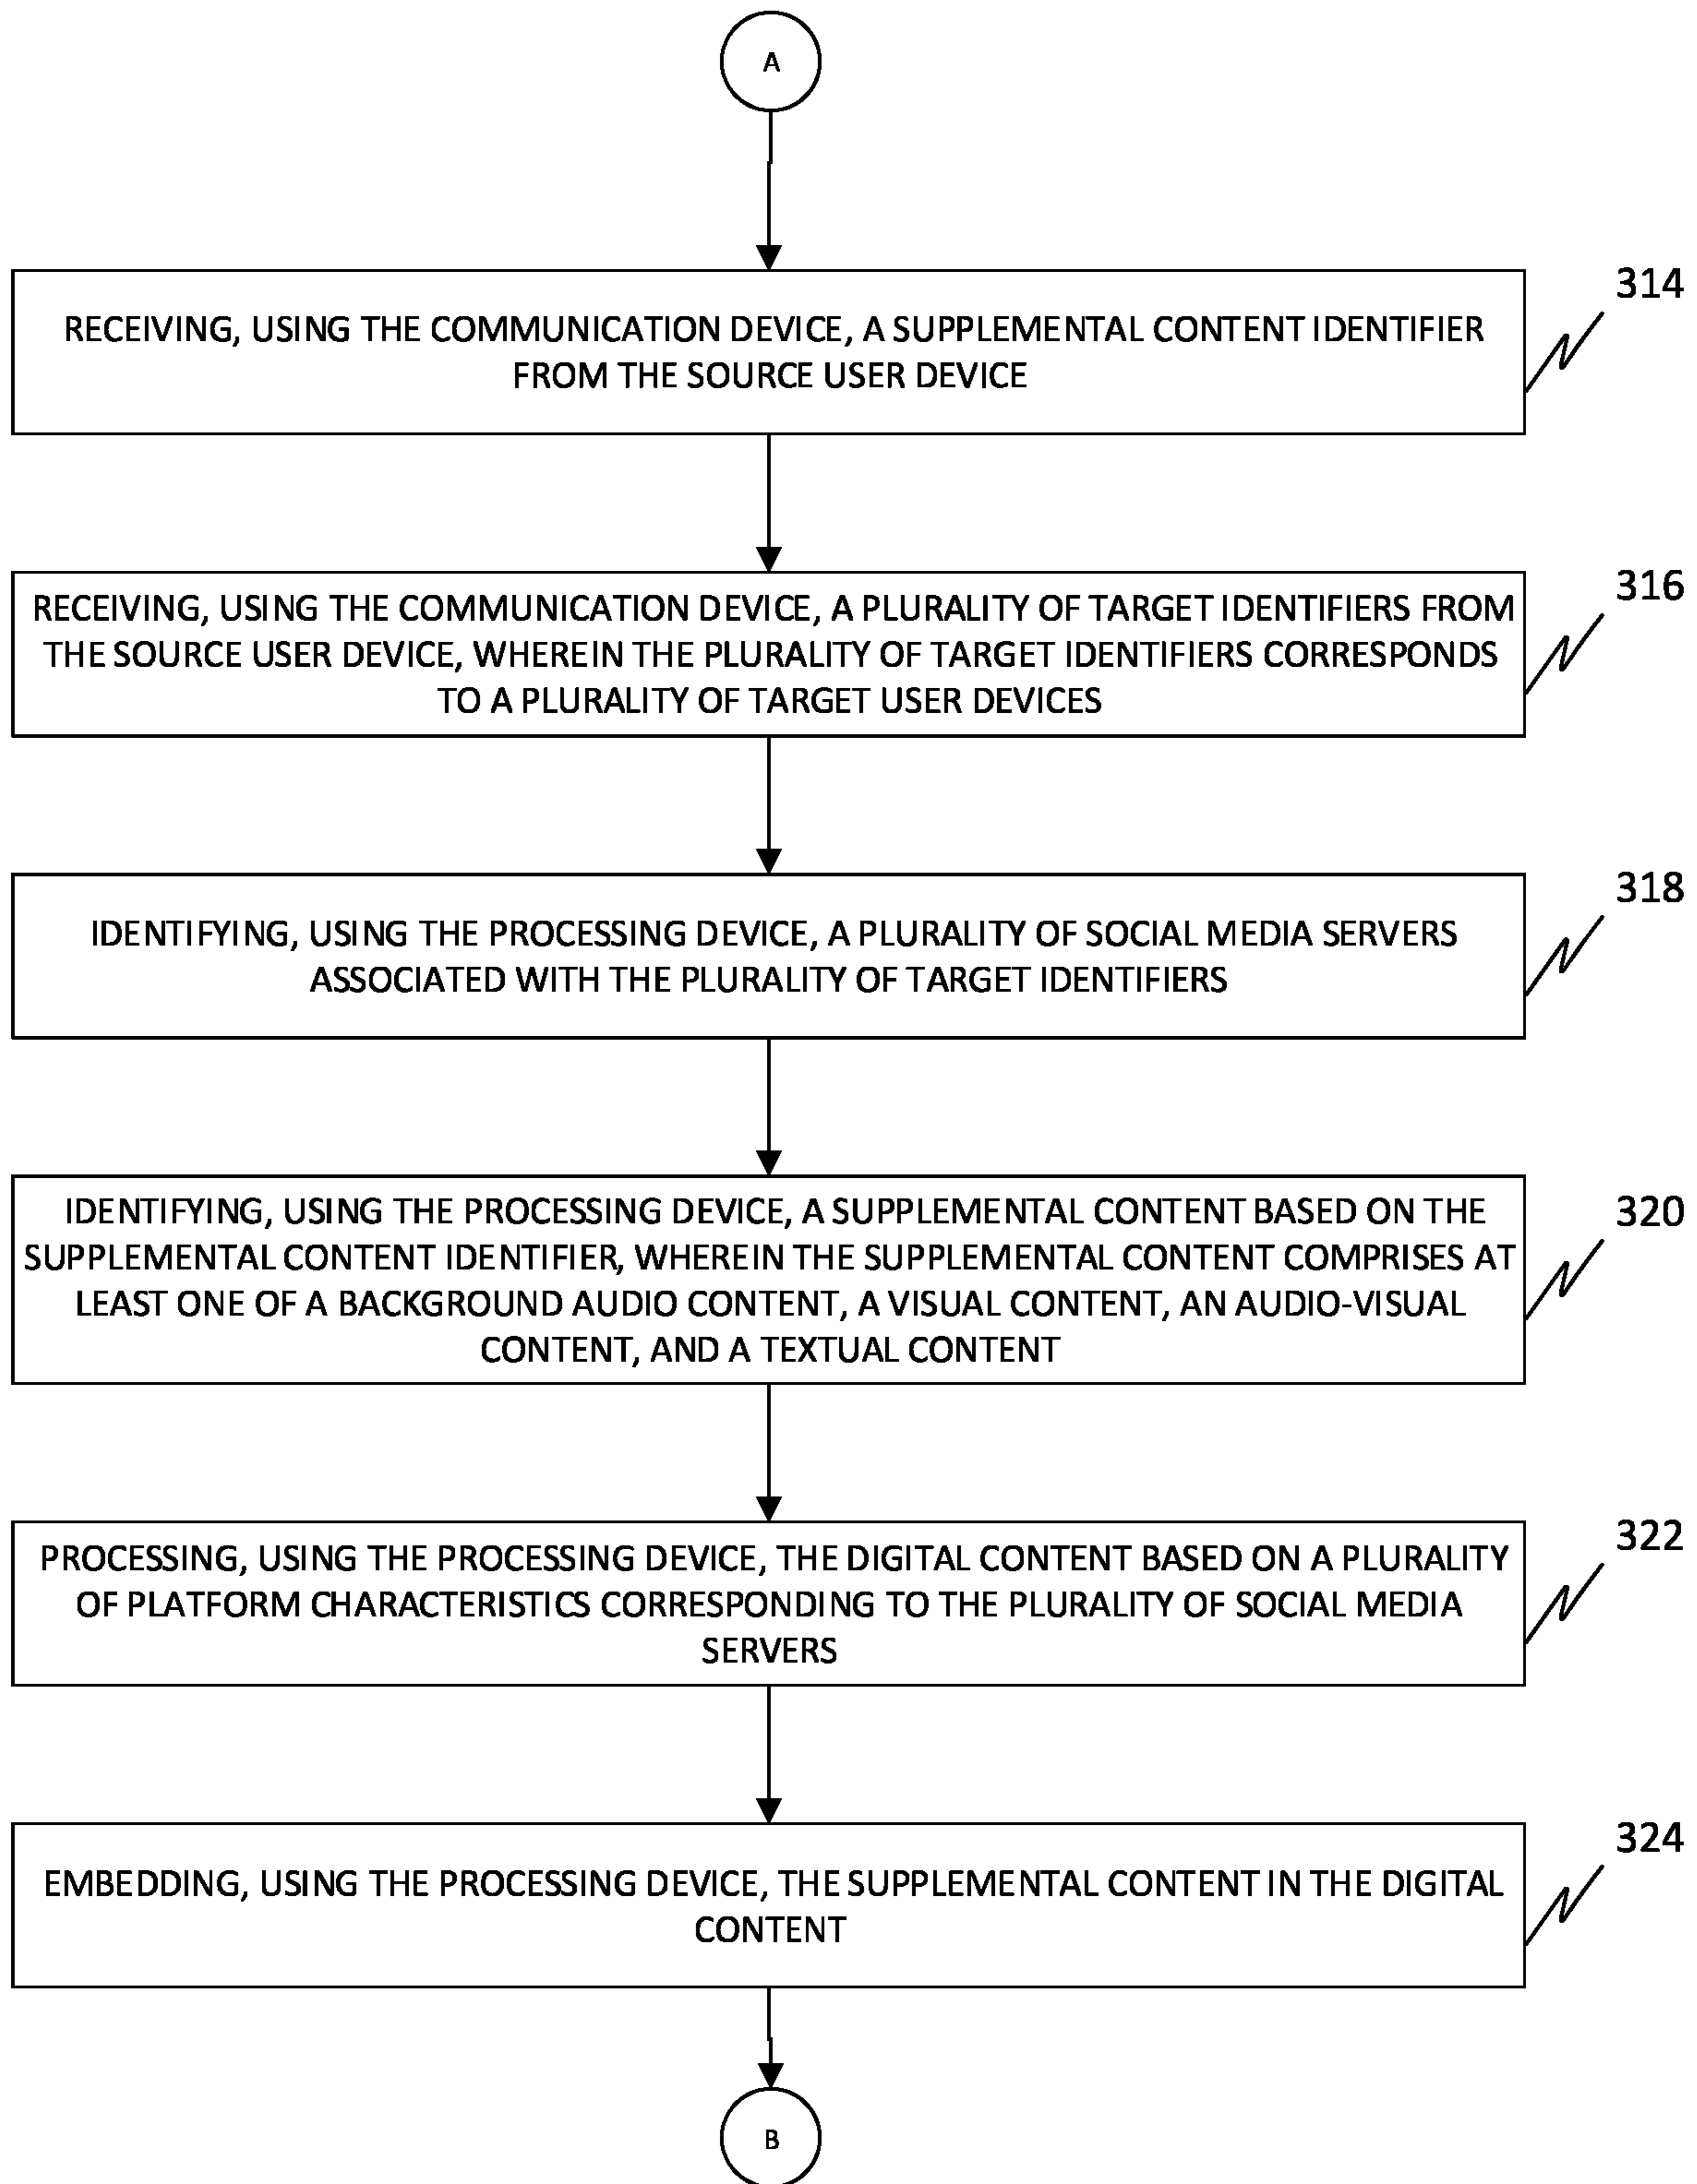 A
314
RECEIVING, USING THE COMMUNICATION DEVICE, A SUPPLEMENTAL CONTENT IDENTIFIER
FROM THE SOURCE USER DEVICE
316
RECEIVING, USING THE COMMUNICATION DEVICE, A PLURALITY OF TARGET IDENTIFIERS FROM
THE SOURCE USER DEVICE, WHEREIN THE PLURALITY OF TARGET IDENTIFIERS CORRESPONDS
TO A PLURALITY OF TARGET USER DEVICES
318
IDENTIFYING, USING THE PROCESSING DEVICE, A PLURALITY OF SOCIAL MEDIA SERVERS
ASSOCIATED WITH THE PLURALITY OF TARGET IDENTIFIERS
320
IDENTIFYING, USING THE PROCESSING DEVICE, A SUPPLEMENTAL CONTENT BASED ON THE
SUPPLEMENTAL CONTENT IDENTIFIER, WHEREIN THE SUPPLEMENTAL CONTENT COMPRISES AT
LEAST ONE OF A BACKGROUND AUDIO CONTENT, A VISUAL CONTENT, AN AUDIO-VISUAL
CONTENT, AND A TEXTUAL CONTENT
322
PROCESSING, USING THE PROCESSING DEVICE, THE DIGITAL CONTENT BASED ON A PLURALITY
OF PLATFORM CHARACTERISTICS CORRESPONDING TO THE PLURALITY OF SOCIAL MEDIA
SERVERS
324
EMBEDDING, USING THE PROCESSING DEVICE, THE SUPPLEMENTAL CONTENT IN THE DIGITAL
CONTENT
B